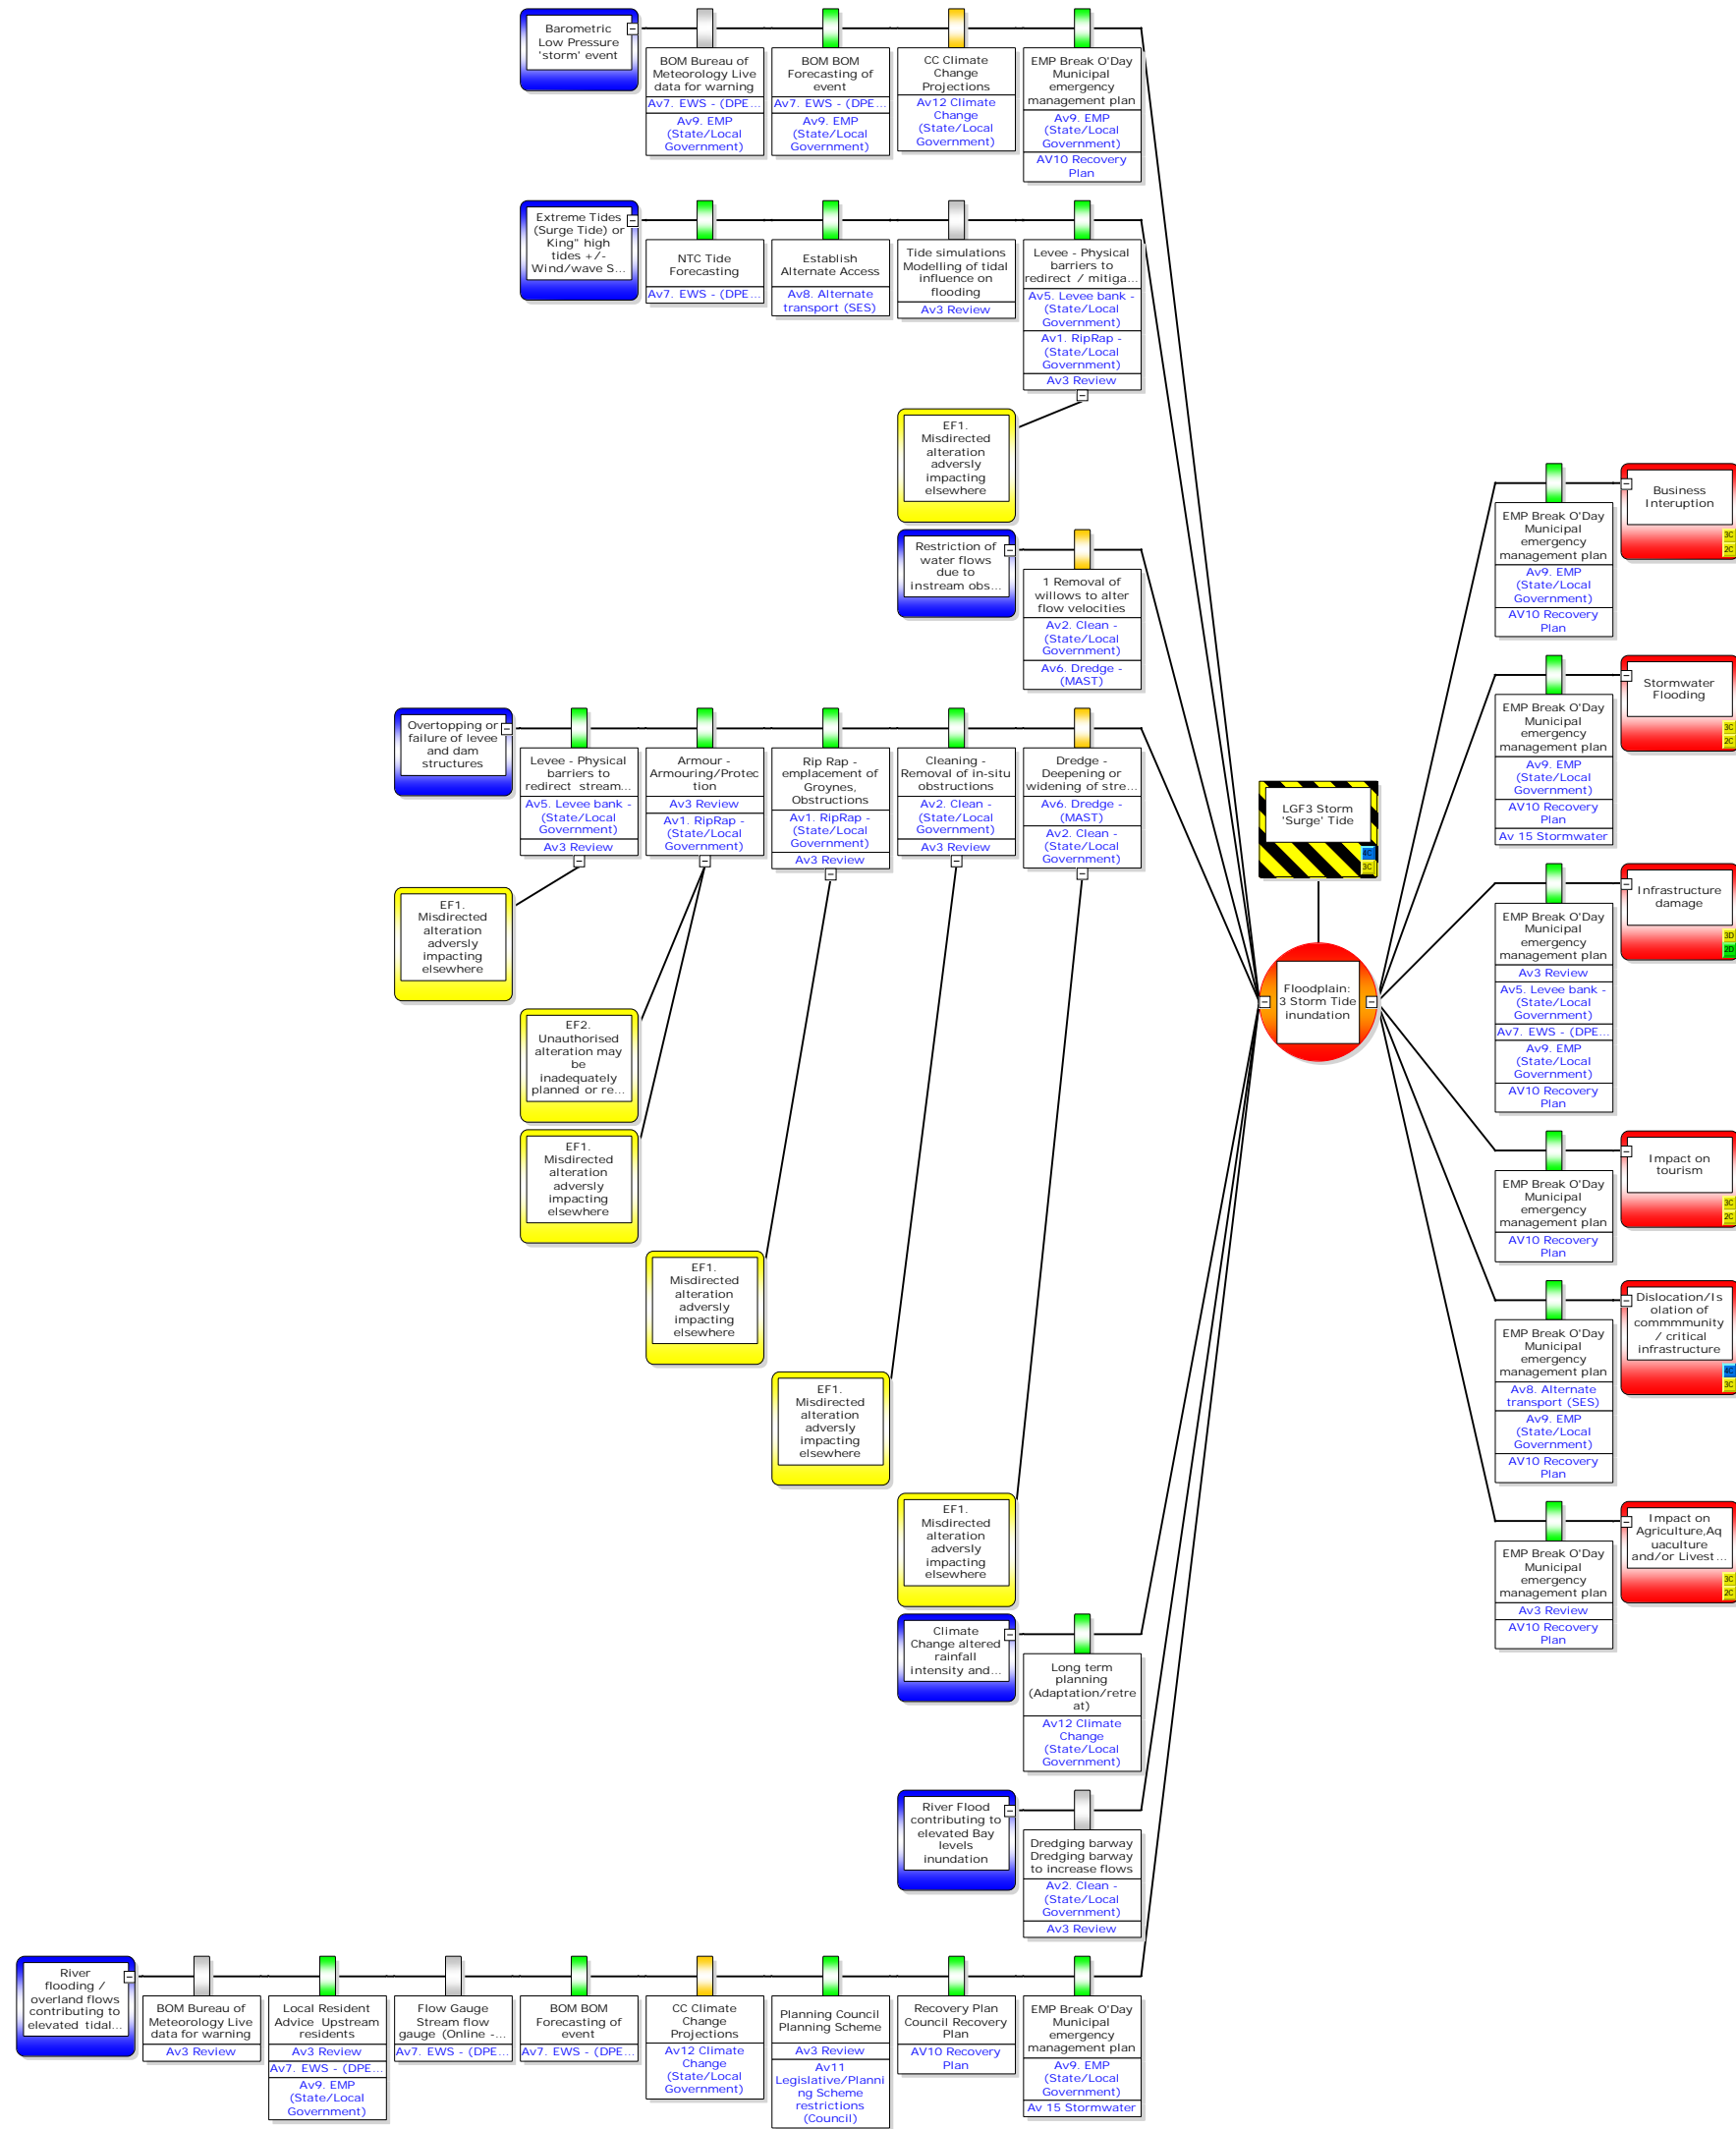 Barometric
Low Pressure
'storm' event
BOM Bureau of
Meteorology Live
data for warning
Av7. EWS - (DPE...
Av9. EMP
(State/Local
Government)
BOM BOM
Forecasting of
event
Av7. EWS - (DPE...
Av9. EMP
(State/Local
Government)
CC Climate
Change
Projections
Av12 Climate
Change
(State/Local
Government)
EMP Break O'Day
Municipal
emergency
management plan
Av9. EMP
(State/Local
Government)
AV10 Recovery
Plan
Extreme Tides
(Surge Tide) or
King" high
tides +/-
Wind/wave S...
NTC Tide
Forecasting
Av7. EWS - (DPE...
Establish
Alternate Access
Av8. Alternate
transport (SES)
Tide simulations
Modelling of tidal
influence on
flooding
Av3 Review
Levee - Physical
barriers to
redirect / mitiga...
Av5. Levee bank -
(State/Local
Government)
Av1. RipRap -
(State/Local
Government)
Av3 Review
EF1.
Misdirected
alteration
adversly
impacting
elsewhere
Restriction of
water flows
due to
instream obs...
1 Removal of
willows to alter
flow velocities
Av2. Clean -
(State/Local
Government)
Av6. Dredge -
(MAST)
Overtopping or
failure of levee
and dam
structures
Levee - Physical
barriers to
redirect stream...
Av5. Levee bank -
(State/Local
Government)
Av3 Review
Armour -
Armouring/Protec
tion
Av3 Review
Av1. RipRap -
(State/Local
Government)
Rip Rap -
emplacement of
Groynes,
Obstructions
Av1. RipRap -
(State/Local
Government)
Av3 Review
Cleaning -
Removal of in-situ
obstructions
Av2. Clean -
(State/Local
Government)
Av3 Review
Dredge -
Deepening or
widening of stre...
Av6. Dredge -
(MAST)
Av2. Clean -
(State/Local
Government)
EF1.
Misdirected
alteration
adversly
impacting
elsewhere
EF2.
Unauthorised
alteration may
be
inadequately
planned or re...
EF1.
Misdirected
alteration
adversly
impacting
elsewhere
EF1.
Misdirected
alteration
adversly
impacting
elsewhere
EF1.
Misdirected
alteration
adversly
impacting
elsewhere
EF1.
Misdirected
alteration
adversly
impacting
elsewhere
Climate
Change altered
rainfall
intensity and...
Long term
planning
(Adaptation/retre
at)
Av12 Climate
Change
(State/Local
Government)
River Flood
contributing to
elevated Bay
levels
inundation
Dredging barway
Dredging barway
to increase flows
Av2. Clean -
(State/Local
Government)
Av3 Review
River
flooding /
overland flows
contributing to
elevated tidal...
BOM Bureau of
Meteorology Live
data for warning
Av3 Review
Local Resident
Advice Upstream
residents
Av3 Review
Av7. EWS - (DPE...
Av9. EMP
(State/Local
Government)
Flow Gauge
Stream flow
gauge (Online -...
Av7. EWS - (DPE...
BOM BOM
Forecasting of
event
Av7. EWS - (DPE...
CC Climate
Change
Projections
Av12 Climate
Change
(State/Local
Government)
Planning Council
Planning Scheme
Av3 Review
Av11
Legislative/Planni
ng Scheme
restrictions
(Council)
Recovery Plan
Council Recovery
Plan
AV10 Recovery
Plan
EMP Break O'Day
Municipal
emergency
management plan
Av9. EMP
(State/Local
Government)
Av 15 Stormwater
LGF3 Storm
'Surge' Tide
4C
3C
Floodplain:
3 Storm Tide
inundation
EMP Break O'Day
Municipal
emergency
management plan
Av9. EMP
(State/Local
Government)
AV10 Recovery
Plan
Business
Interuption
3C
2C
EMP Break O'Day
Municipal
emergency
management plan
Av9. EMP
(State/Local
Government)
AV10 Recovery
Plan
Av 15 Stormwater
Stormwater
Flooding
3C
2C
EMP Break O'Day
Municipal
emergency
management plan
Av3 Review
Av5. Levee bank -
(State/Local
Government)
Av7. EWS - (DPE...
Av9. EMP
(State/Local
Government)
AV10 Recovery
Plan
Infrastructure
damage
3D
2D
EMP Break O'Day
Municipal
emergency
management plan
AV10 Recovery
Plan
Impact on
tourism
3C
2C
EMP Break O'Day
Municipal
emergency
management plan
Av8. Alternate
transport (SES)
Av9. EMP
(State/Local
Government)
AV10 Recovery
Plan
Dislocation/Is
olation of
commmmunity
/ critical
infrastructure
4C
3C
EMP Break O'Day
Municipal
emergency
management plan
Av3 Review
AV10 Recovery
Plan
Impact on
Agriculture,Aq
uaculture
and/or Livest...
3C
2C